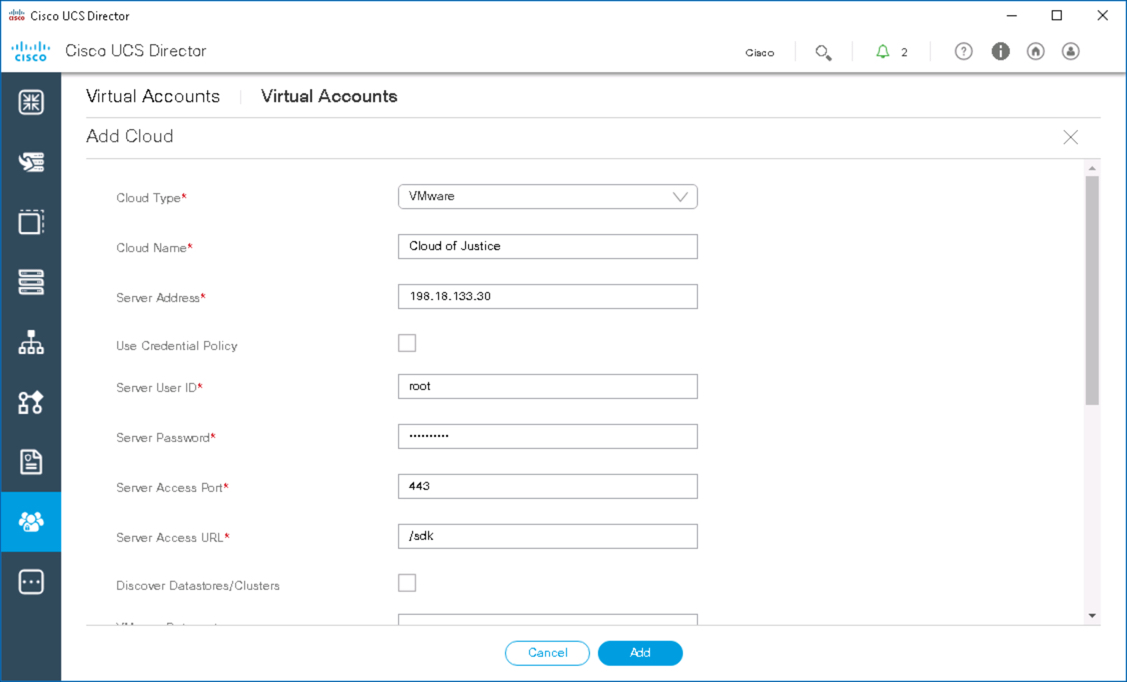 Cisco UCS Director
CISCO Cisco UCS Director Cisco 2
Virtual Accounts Virtual Accounts
Add Cloud
Cloud Type* VMware
Cloud Name* Cloud of Justice
Server Address* 198.18.133.30
Use Credential Policy
Server User ID* root
Server Password* ••••••••••
Server Access Port* 443
Server Access URL* /sdk
Discover Datastores/Clusters
Cancel Add